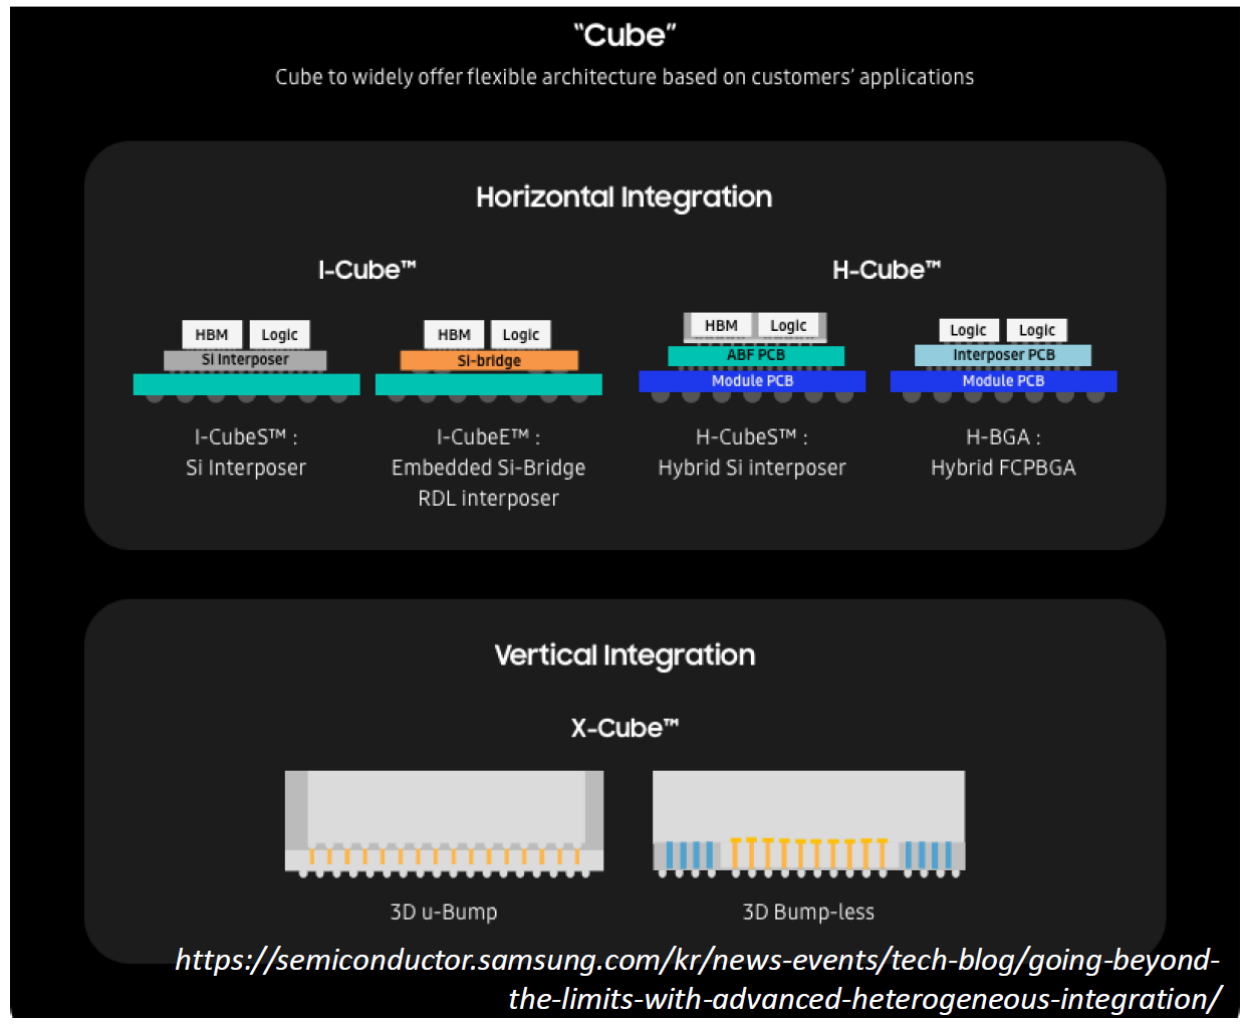 “Cube”
Cube to widely offer flexible architecture based on customers’ applications
Horizontal Integration
I-Cube™
H-Cube™
HBM Logic
Si Interposer
HBM Logic
Si-bridge
HBM Logic
ABF PCB
Module PCB
Logic Logic
Interposer PCB
Module PCB
I-CubeS™ :
Si Interposer
I-CubeE™ :
Embedded Si-Bridge
RDL interposer
H-CubeS™ :
Hybrid Si interposer
H-BGA :
Hybrid FCPBGA
Vertical Integration
X-Cube™
3D u-Bump
3D Bump-less
https://semiconductor.samsung.com/kr/news-events/tech-blog/going-beyond-
the-limits-with-advanced-heterogeneous-integration/